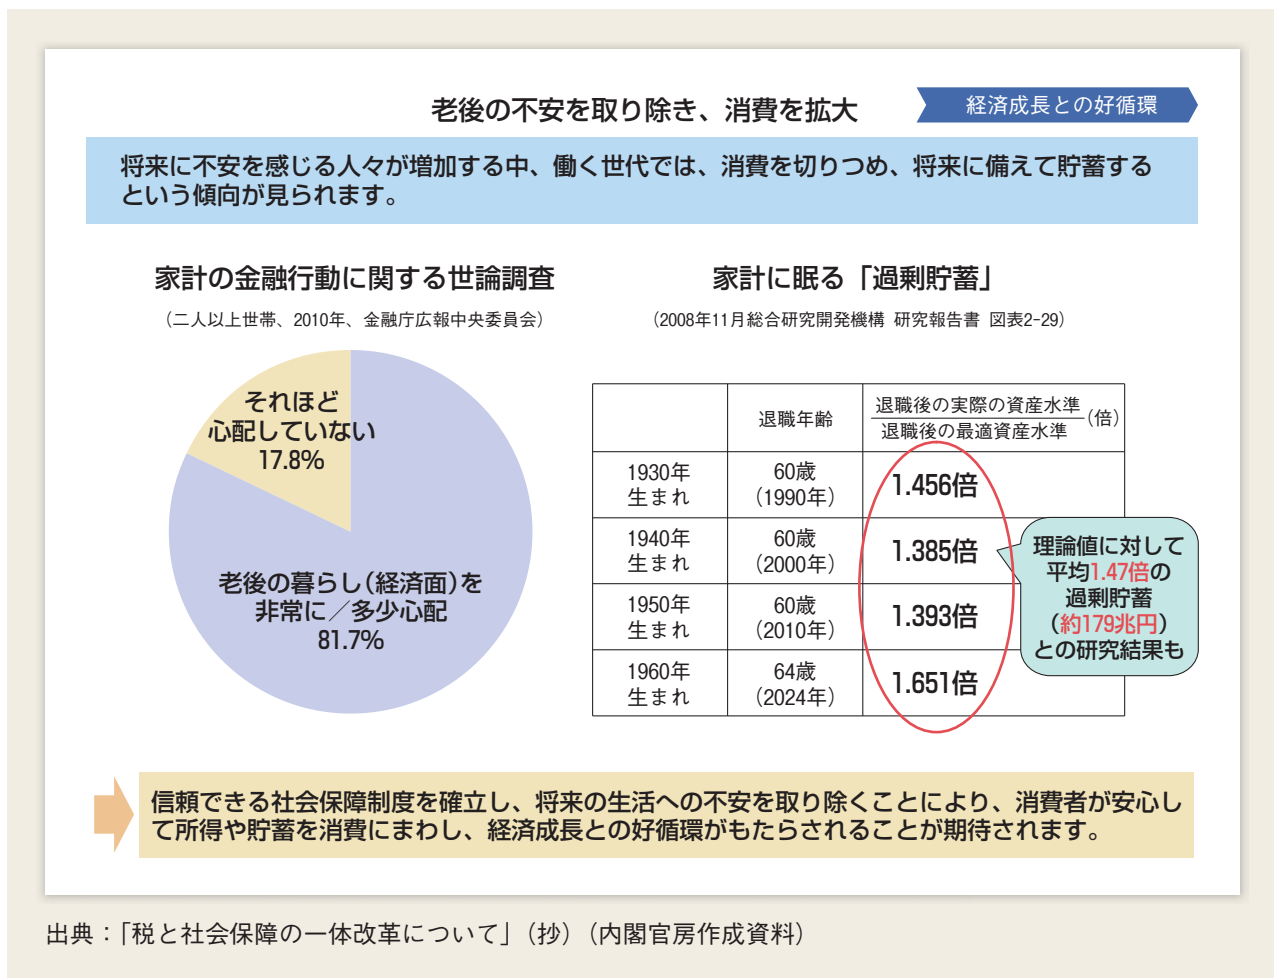 老後の不安を取り除き、消費を拡大
経済成長との好循環
将来に不安を感じる人々が増加する中、働く世代では、消費を切りつめ、将来に備えて貯蓄する
という傾向が見られます。
家計の金融行動に関する世論調査
（二人以上世帯、2010年、金融庁広報中央委員会）
それほど
心配していない
17.8%
老後の暮らし（経済面）を
非常に／多少心配
81.7%
家計に眠る「過剰貯蓄」
（2008年11月総合研究開発機構 研究報告書 図表2-29）
退職年齢
退職後の実際の資産水準
退職後の最適資産水準
（倍）
1930年
生まれ
60歳
（1990年）
1.456倍
1940年
生まれ
60歳
（2000年）
1.385倍
1950年
生まれ
60歳
（2010年）
1.393倍
1960年
生まれ
64歳
（2024年）
1.651倍
理論値に対して
平均1.47倍の
過剰貯蓄
（約179兆円）
との研究結果も
信頼できる社会保障制度を確立し、将来の生活への不安を取り除くことにより、消費者が安心し
て所得や貯蓄を消費にまわし、経済成長との好循環がもたらされることが期待されます。
出典：「税と社会保障の一体改革について」（抄）（内閣官房作成資料）